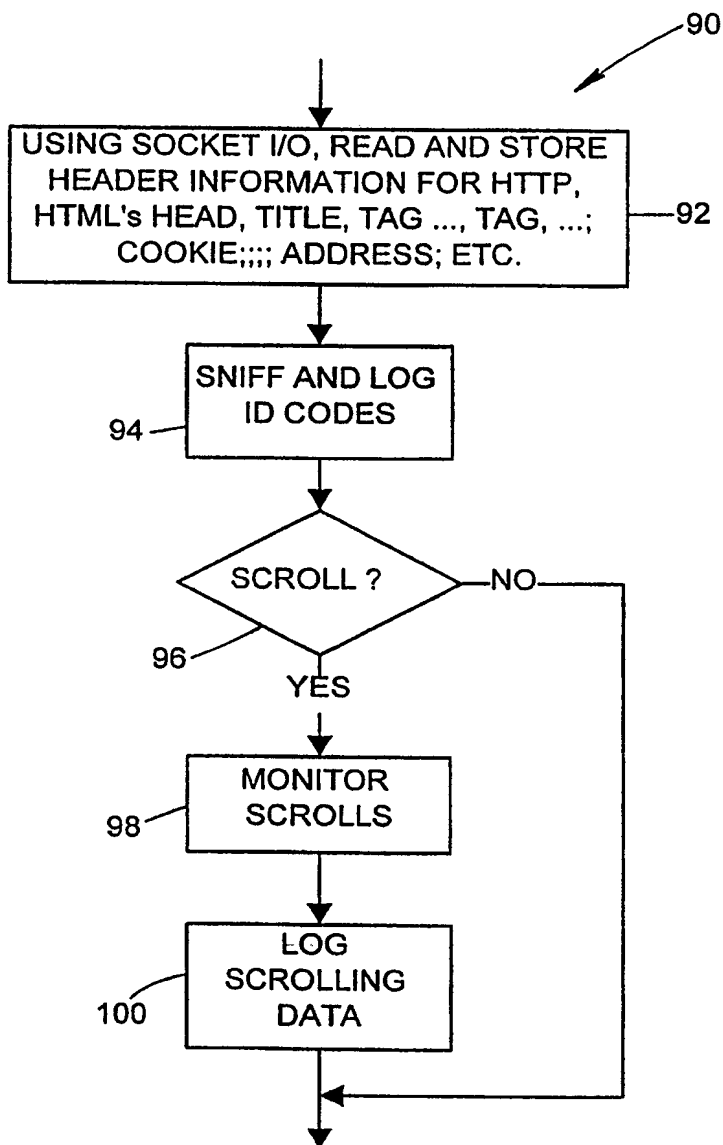 90
USING SOCKET I/O, READ AND STORE
HEADER INFORMATION FOR HTTP,
HTML's HEAD, TITLE, TAG ..., TAG, ...;
COOKIE;;;; ADDRESS; ETC.
92
SNIFF AND LOG
ID CODES
94
SCROLL ?
NO
96
YES
MONITOR
SCROLLS
98
LOG
SCROLLING
DATA
100